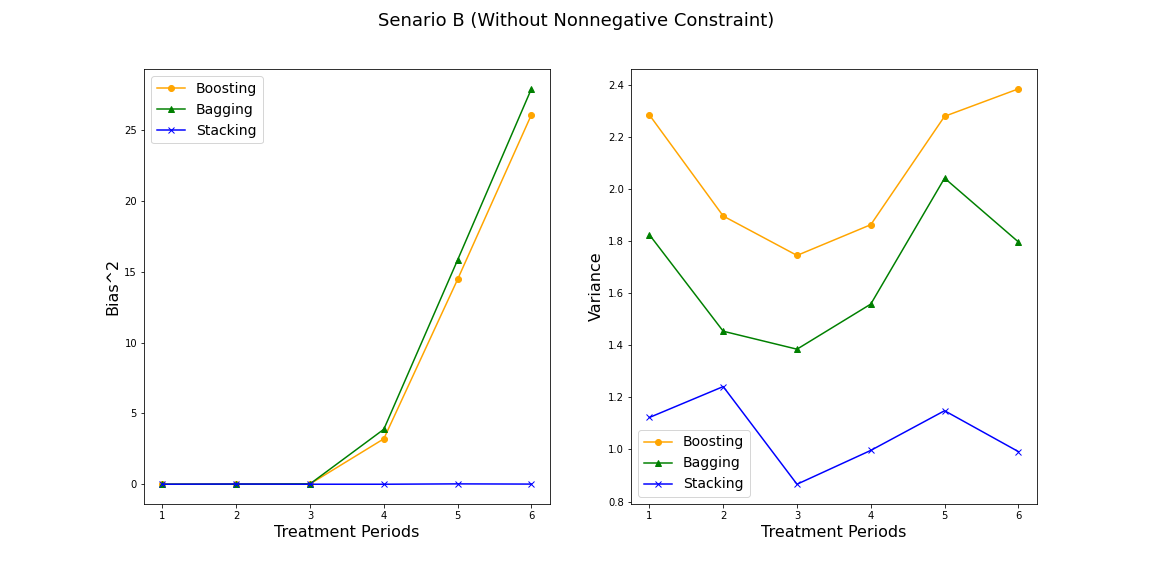 Senario B (Without Nonnegative Constraint)
Boosting
Bagging
Stacking
Bias^2
25
20
15
10
5
0
1 2 3 4 5 6
Treatment Periods
Variance
2.4
2.2
2.0
1.8
1.6
1.4
1.2
1.0
0.8
Boosting
Bagging
Stacking
1 2 3 4 5 6
Treatment Periods